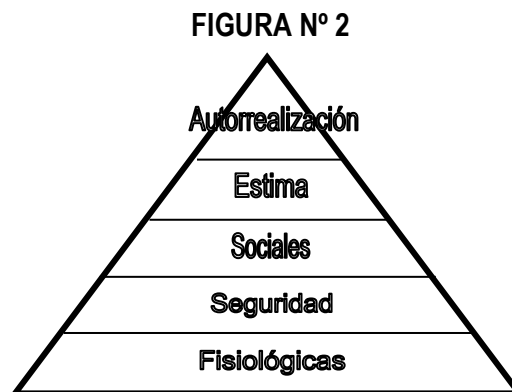 FIGURA Nº 2
Autorrealización
Estima
Sociales
Seguridad
Fisiológicas